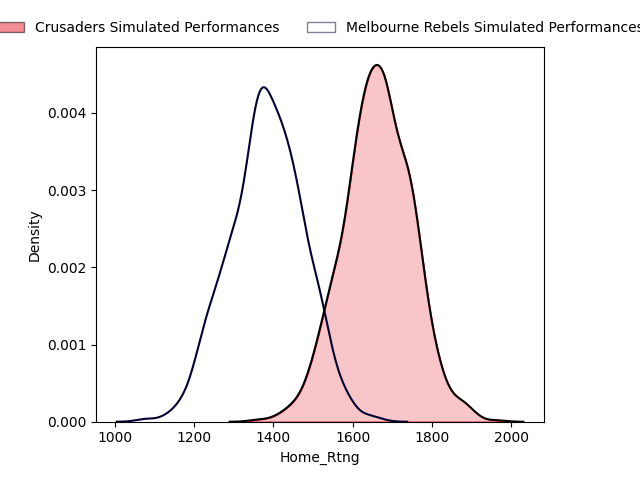 Crusaders Simulated Performances
Melbourne Rebels Simulated Performances
0.004
0.003
0.002
0.001
0.000
Density
1000 1200 1400 1600 1800 2000
Home_Rtng